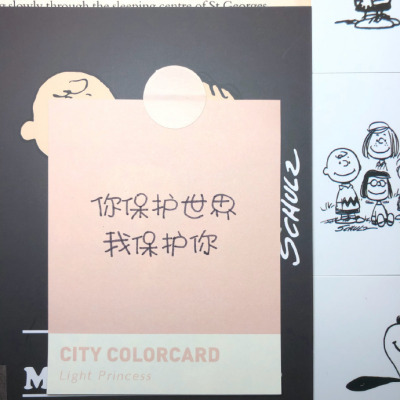 slowly through the sleeping centre of St Georges
你保护世界
我保护你
SCHULZ
CITY COLORCARD
Light Princess
M
SCHULZ